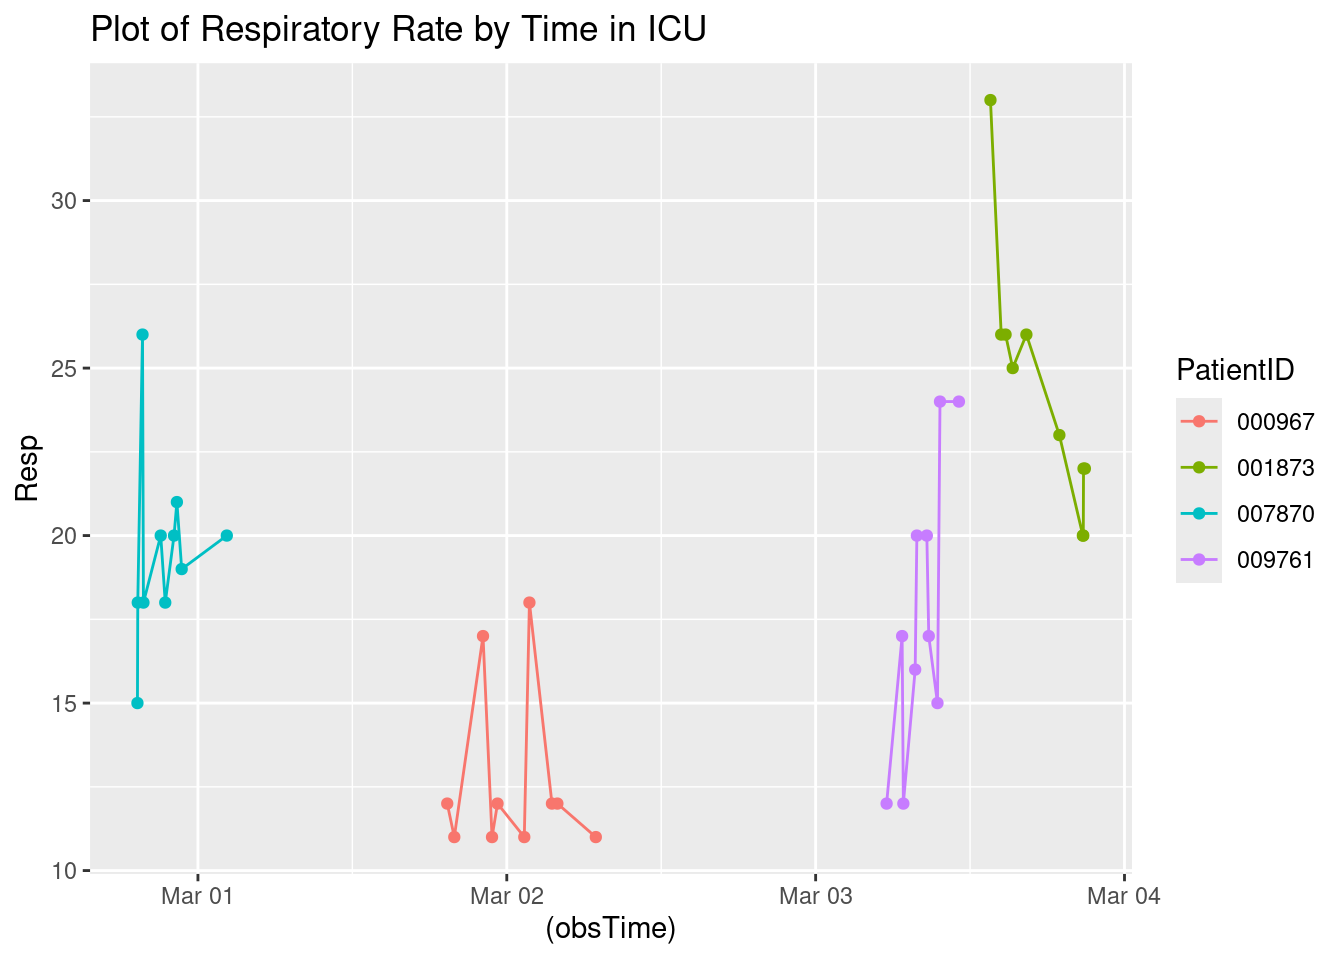 Plot of Respiratory Rate by Time in ICU
30
25
20
15
10
Resp
Mar 01
Mar 02
Mar 03
Mar 04
(obsTime)
PatientID
000967
001873
007870
009761